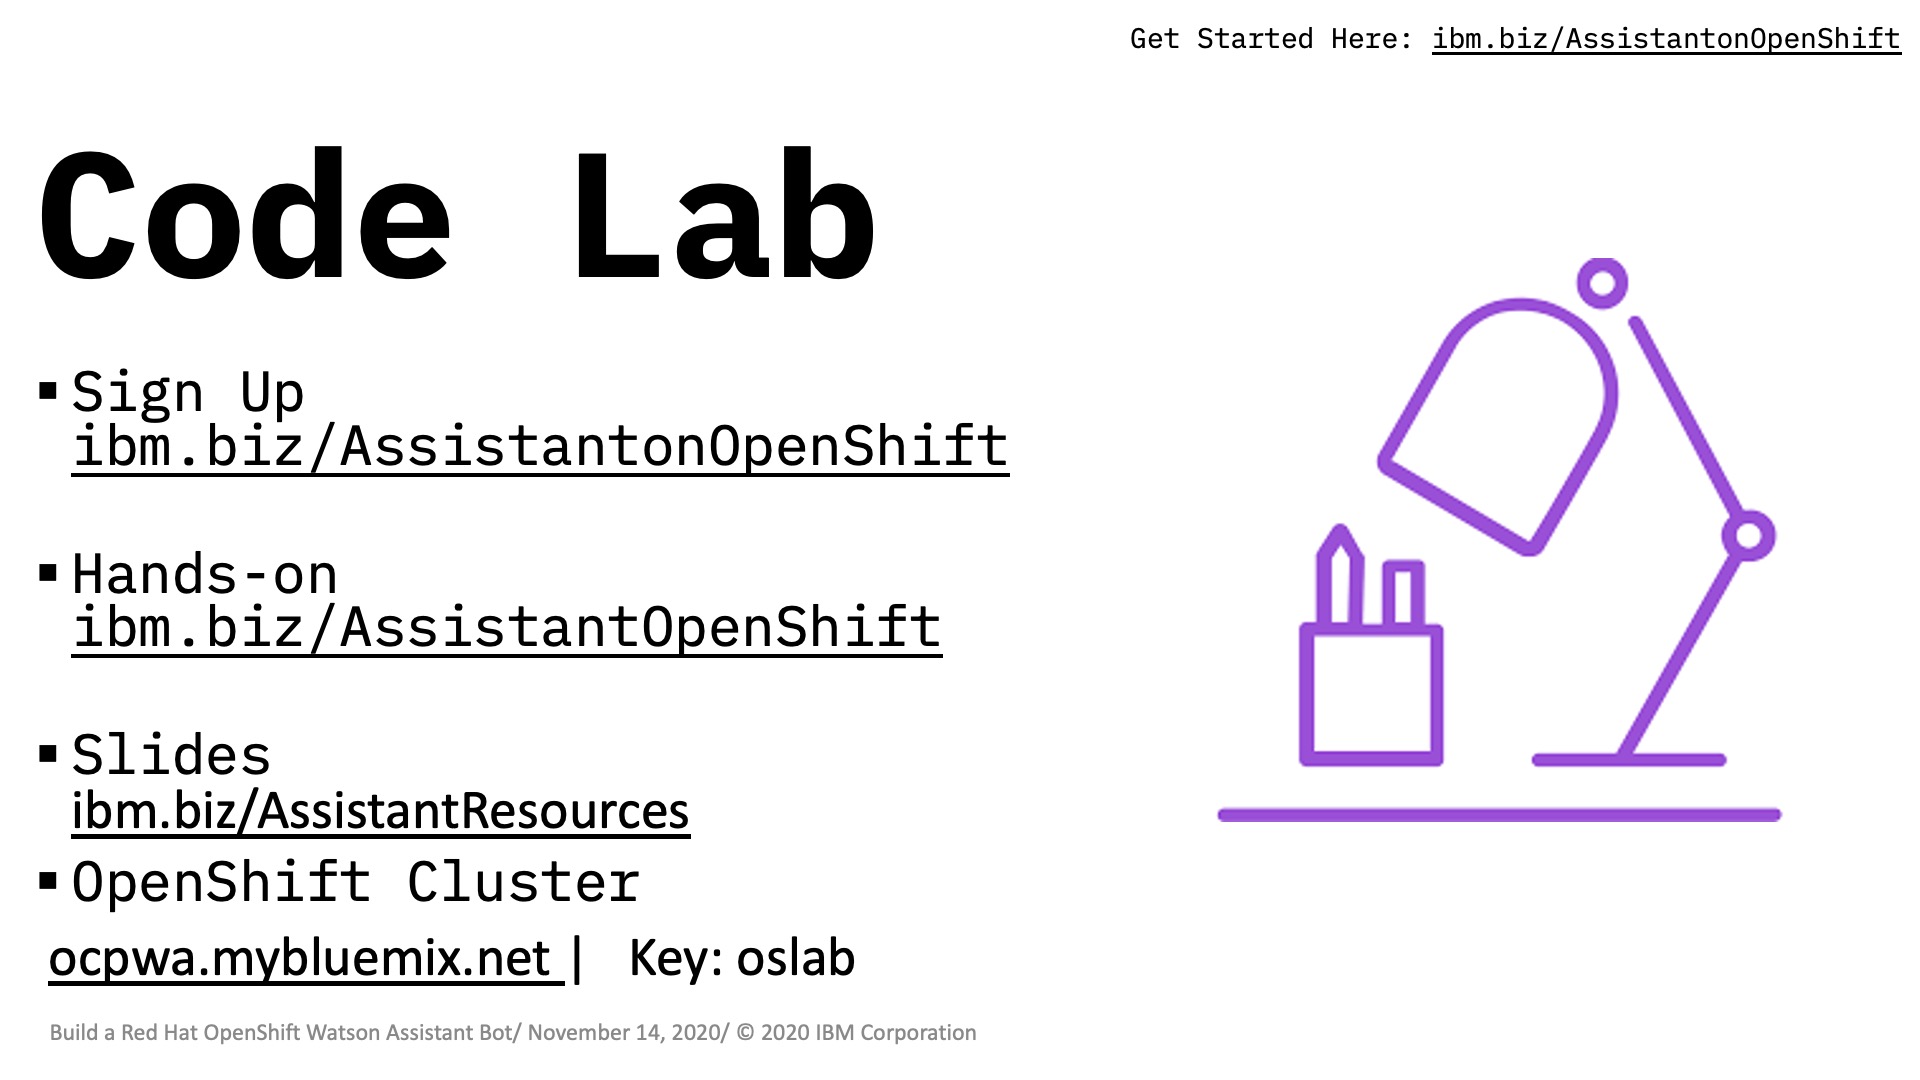 Get Started Here: ibm.biz/AssistantonOpenShift
Code Lab
▪ Sign Up
ibm.biz/AssistantonOpenShift
▪ Hands-on
ibm.biz/AssistantOpenShift
▪ Slides
ibm.biz/AssistantResources
▪ OpenShift Cluster
ocpwa.mybluemix.net | Key: oslab
Build a Red Hat OpenShift Watson Assistant Bot/ November 14, 2020/ © 2020 IBM Corporation